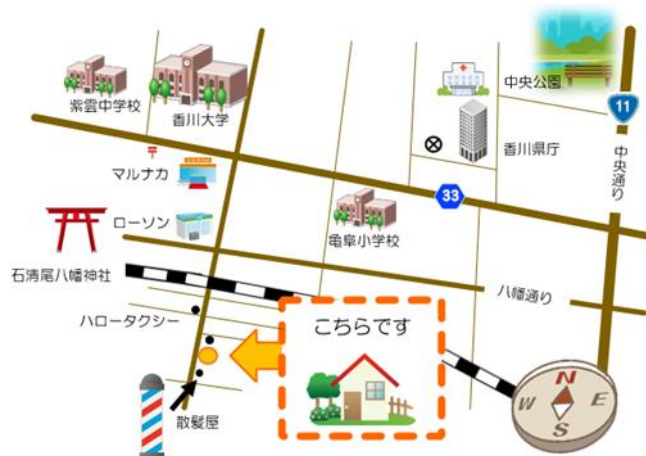 中央公園
紫雲中学校
香川大学
11
中央通り
香川県庁
マルナカ
33
亀阜小学校
ローソン
石清尾八幡神社
八幡通り
ハロータクシー
こちらです
散髪屋
N
W
E
S